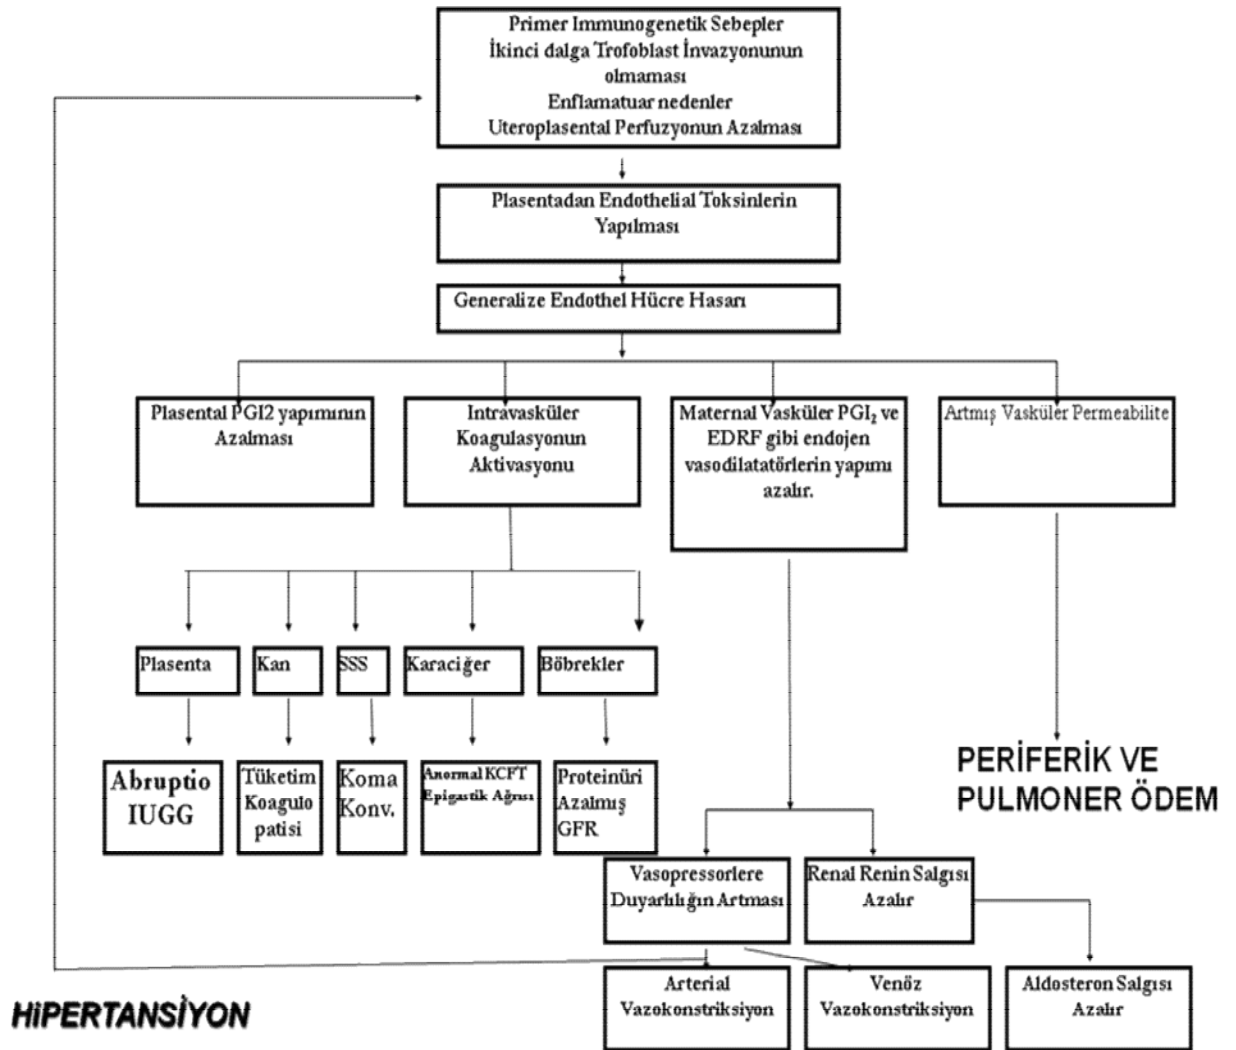 Primer Immunogenetik Sebepler
İkinci dalga Trofoblast İnvazyonunun
olmaması
Enflamatuar nedenler
Uteroplasental Perfuzyonun Azalması
Plasentadan Endothelial Toksinlerin
Yapılması
Generalize Endothel Hücre Hasarı
Plasental PGI2 yapımının
Azalması
Intravasküler
Koagulasyonun
Aktivasyonu
Maternal Vasküler PGI₂ ve
EDRF gibi endojen
vasodilatatörlerin yapımı
azalır.
Artmış Vasküler Permeabilite
Plasenta
Kan
SSS
Karaciğer
Böbrekler
Abruptio
IUGG
Tüketim
Koagulo
patisi
Koma
Konv.
Anormal KCFT
Epigastik Ağrısı
Proteinüri
Azalmış
GFR
PERİFERİK VE
PULMONER ÖDEM
Vasopressorlere
Duyarlılığın Artması
Renal Renin Salgısı
Azalır
Arterial
Vazokonstriksiyon
Venöz
Vazokonstriksiyon
Aldosteron Salgısı
Azalır
HiPERTANSİYON